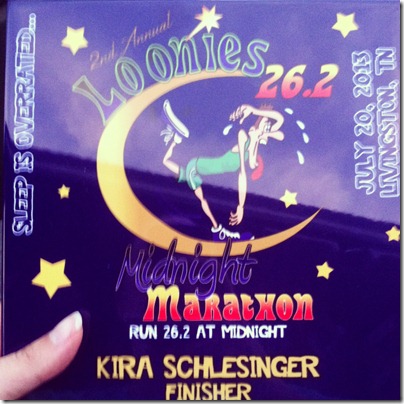 SLEEP IS OVERRATED...
2nd Annual
Loonies
26.2
JULY 20, 2013
LIVINGSTON, TN
Midnight
Marathon
RUN 26.2 AT MIDNIGHT
KIRA SCHLESINGER
FINISHER